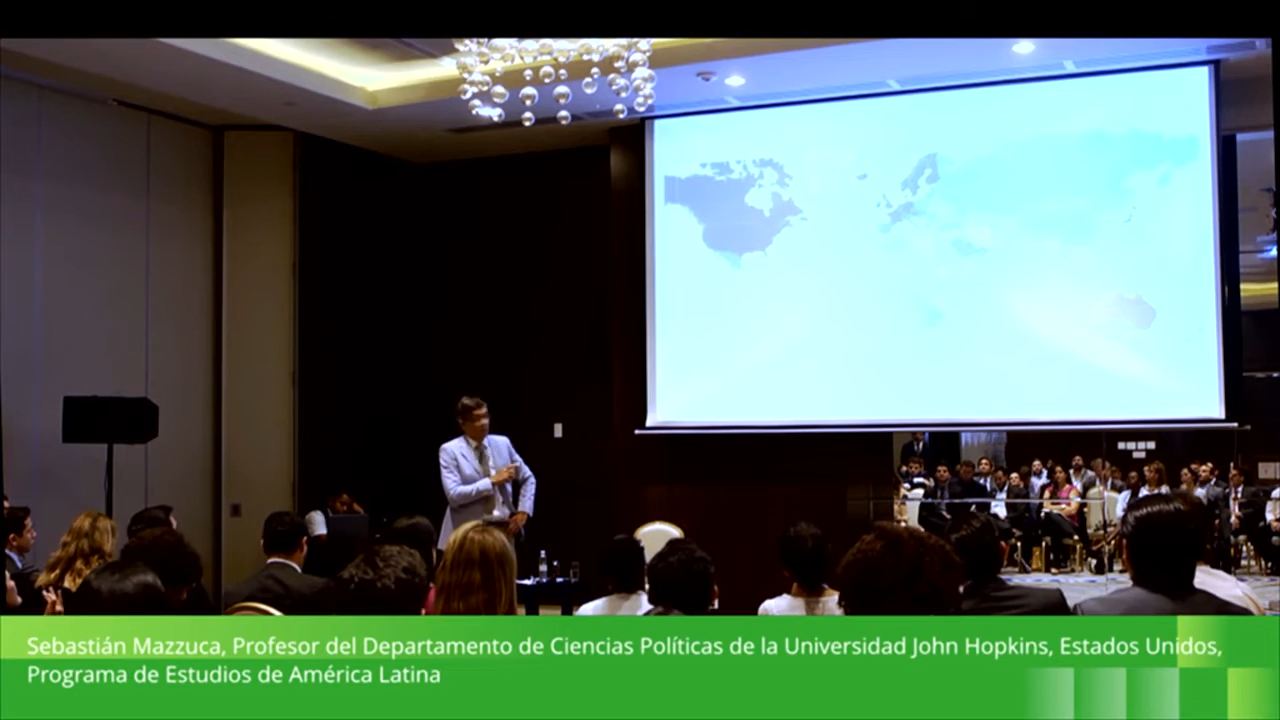 Sebastián Mazzuca, Profesor del Departamento de Ciencias Políticas de la Universidad John Hopkins, Estados Unidos,
Programa de Estudios de América Latina